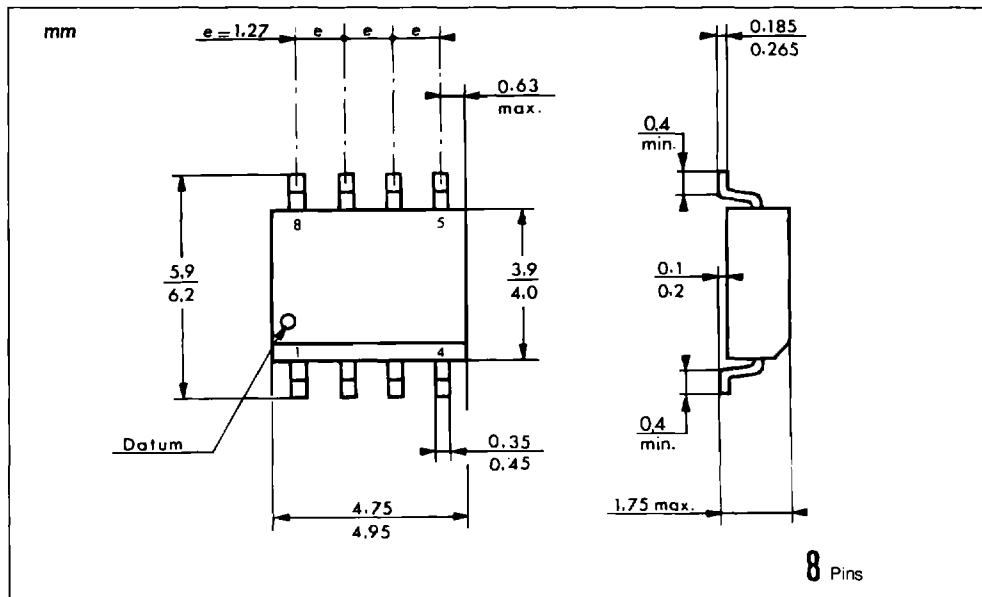 mm
e = 1.27 e e e
0.63
max.
0.185
0.265
0.4
min.
8 5
5.9
6.2
3.9
4.0
0.1
0.2
1 4
Datum
0.35
0.45
0.4
min.
4.75
4.95
1.75 max.
8 Pins